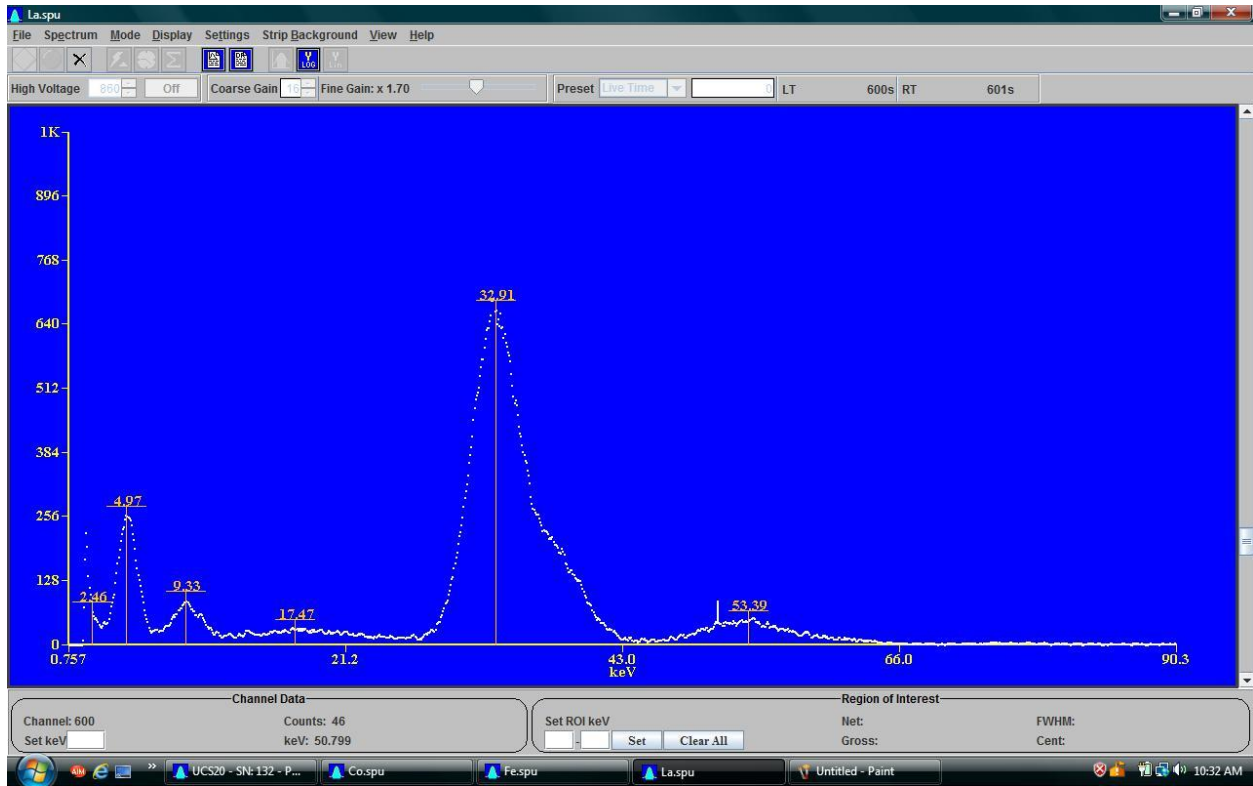 La.spu
File Spectrum Mode Display Settings Strip Background View Help
Y LOG
High Voltage 860 Off Coarse Gain 16 Fine Gain: x 1.70 Preset Live Time 0 LT 600s RT 601s
1K
896
768
32.91
640
512
384
4.97
256
128
2.46 9.33
17.47 53.39
0
0.757 21.2 43.0 66.0 90.3
keV
Channel Data Region of Interest
Channel: 600 Counts: 46 Set ROI keV Net: FWHM:
Set keV keV: 50.799 - Set Clear All Gross: Cent:
» UCS20 - SN: 132 - P... Co.spu Fe.spu La.spu Untitled - Paint 10:32 AM